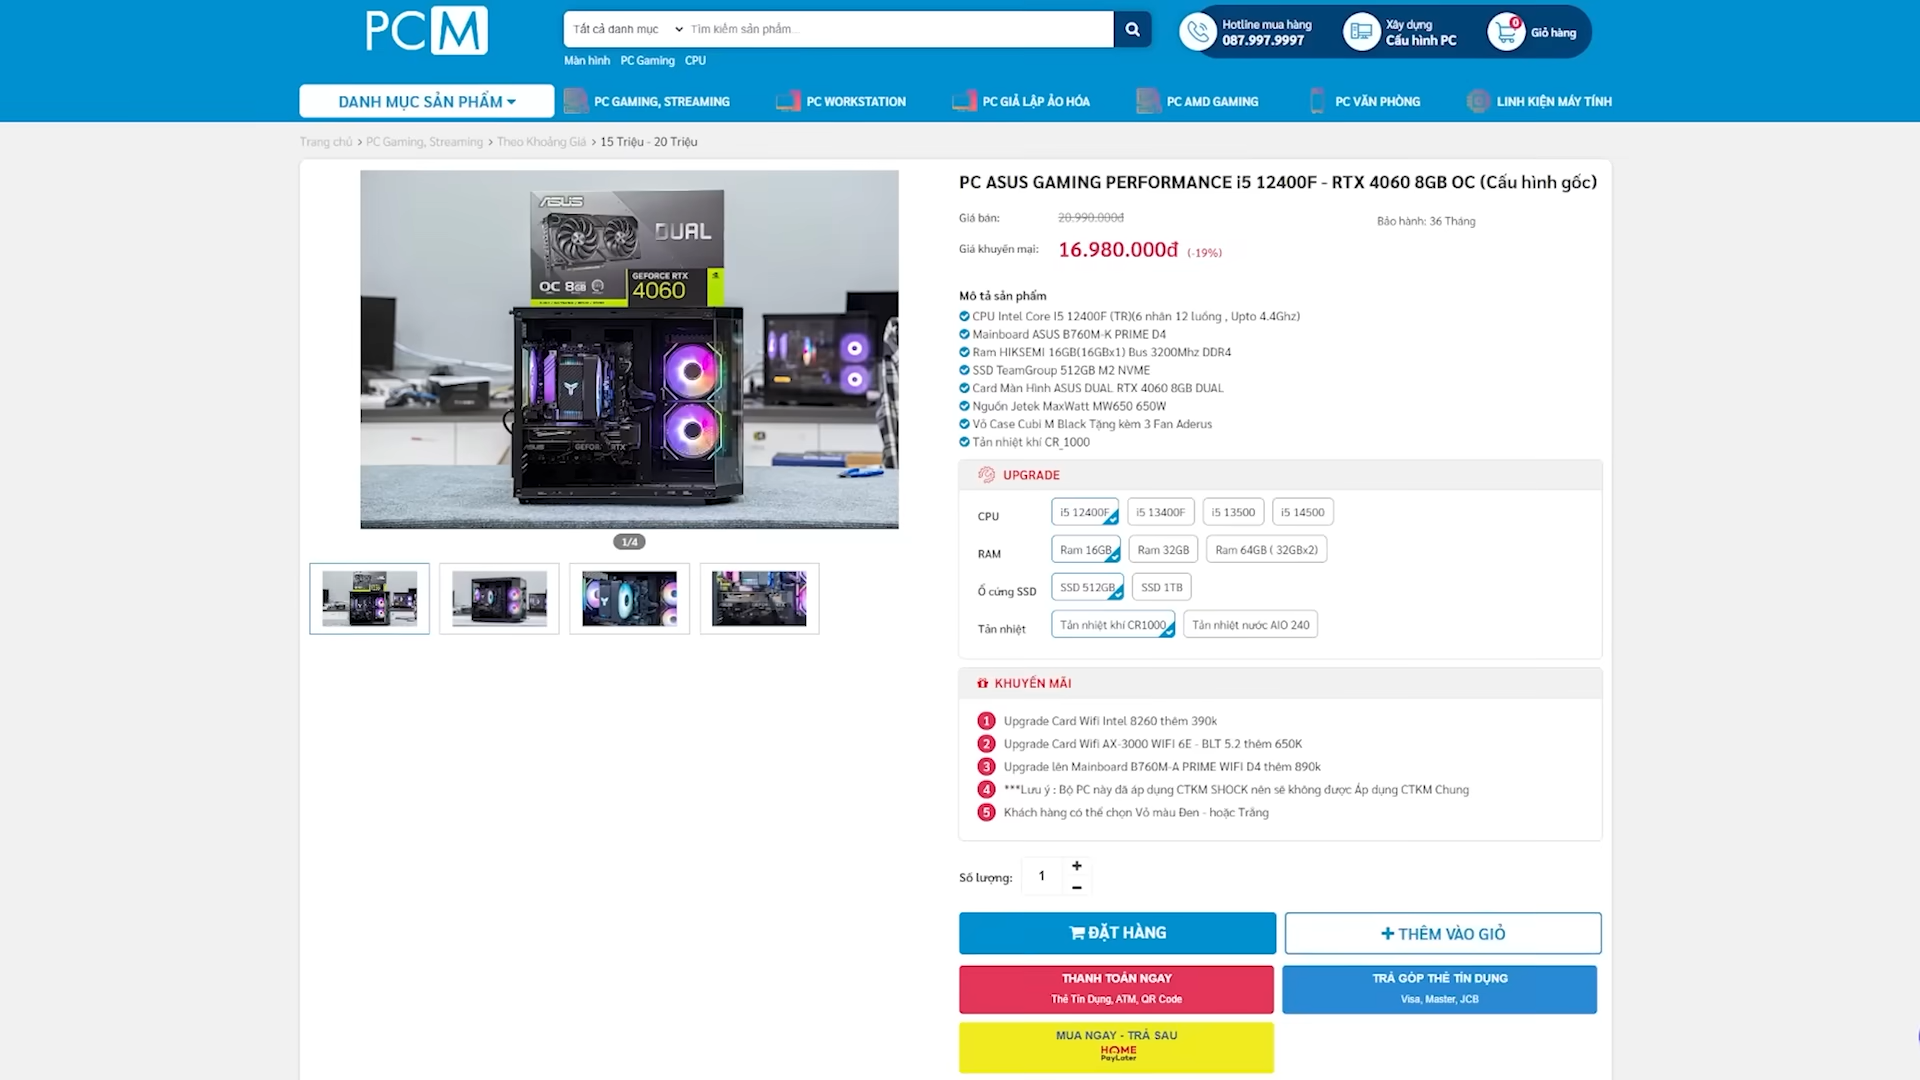 PCM
Tất cả danh mục
Tìm kiếm sản phẩm...
Hotline mua hàng
087.997.9997
Xây dựng
Cấu hình PC
0
Giỏ hàng
Màn hình PC Gaming CPU
DANH MỤC SẢN PHẨM
PC GAMING, STREAMING
PC WORKSTATION
PC GIẢ LẬP ẢO HÓA
PC AMD GAMING
PC VĂN PHÒNG
LINH KIỆN MÁY TÍNH
Trang chủ > PC Gaming, Streaming > Theo Khoảng Giá > 15 Triệu - 20 Triệu
ASUS
DUAL
GEFORCE RTX
4060
OC 8GB
1/4
PC ASUS GAMING PERFORMANCE i5 12400F - RTX 4060 8GB OC (Cấu hình gốc)
Giá bán: 20.990.000đ
Bảo hành: 36 Tháng
Giá khuyến mại: 16.980.000đ (-19%)
Mô tả sản phẩm
CPU Intel Core I5 12400F (TR)(6 nhân 12 luồng , Upto 4.4Ghz)
Mainboard ASUS B760M-K PRIME D4
Ram HIKSEMI 16GB(16GBx1) Bus 3200Mhz DDR4
SSD TeamGroup 512GB M2 NVME
Card Màn Hình ASUS DUAL RTX 4060 8GB DUAL
Nguồn Jetek MaxWatt MW650 650W
Vỏ Case Cubi M Black Tặng kèm 3 Fan Aderus
Tản nhiệt khí CR_1000
UPGRADE
CPU i5 12400F i5 13400F i5 13500 i5 14500
RAM Ram 16GB Ram 32GB Ram 64GB ( 32GBx2)
Ổ cứng SSD SSD 512GB SSD 1TB
Tản nhiệt Tản nhiệt khí CR1000 Tản nhiệt nước AIO 240
KHUYẾN MÃI
1 Upgrade Card Wifi Intel 8260 thêm 390k
2 Upgrade Card Wifi AX-3000 WIFI 6E - BLT 5.2 thêm 650K
3 Upgrade lên Mainboard B760M-A PRIME WIFI D4 thêm 890k
4 ***Lưu ý : Bộ PC này đã áp dụng CTKM SHOCK nên sẽ không được Áp dụng CTKM Chung
5 Khách hàng có thể chọn Vỏ màu Đen - hoặc Trắng
Số lượng: 1 + −
ĐẶT HÀNG
+ THÊM VÀO GIỎ
THANH TOÁN NGAY
Thẻ Tín Dụng, ATM, QR Code
TRẢ GÓP THẺ TÍN DỤNG
Visa, Master, JCB
MUA NGAY - TRẢ SAU
HOME
PayLater